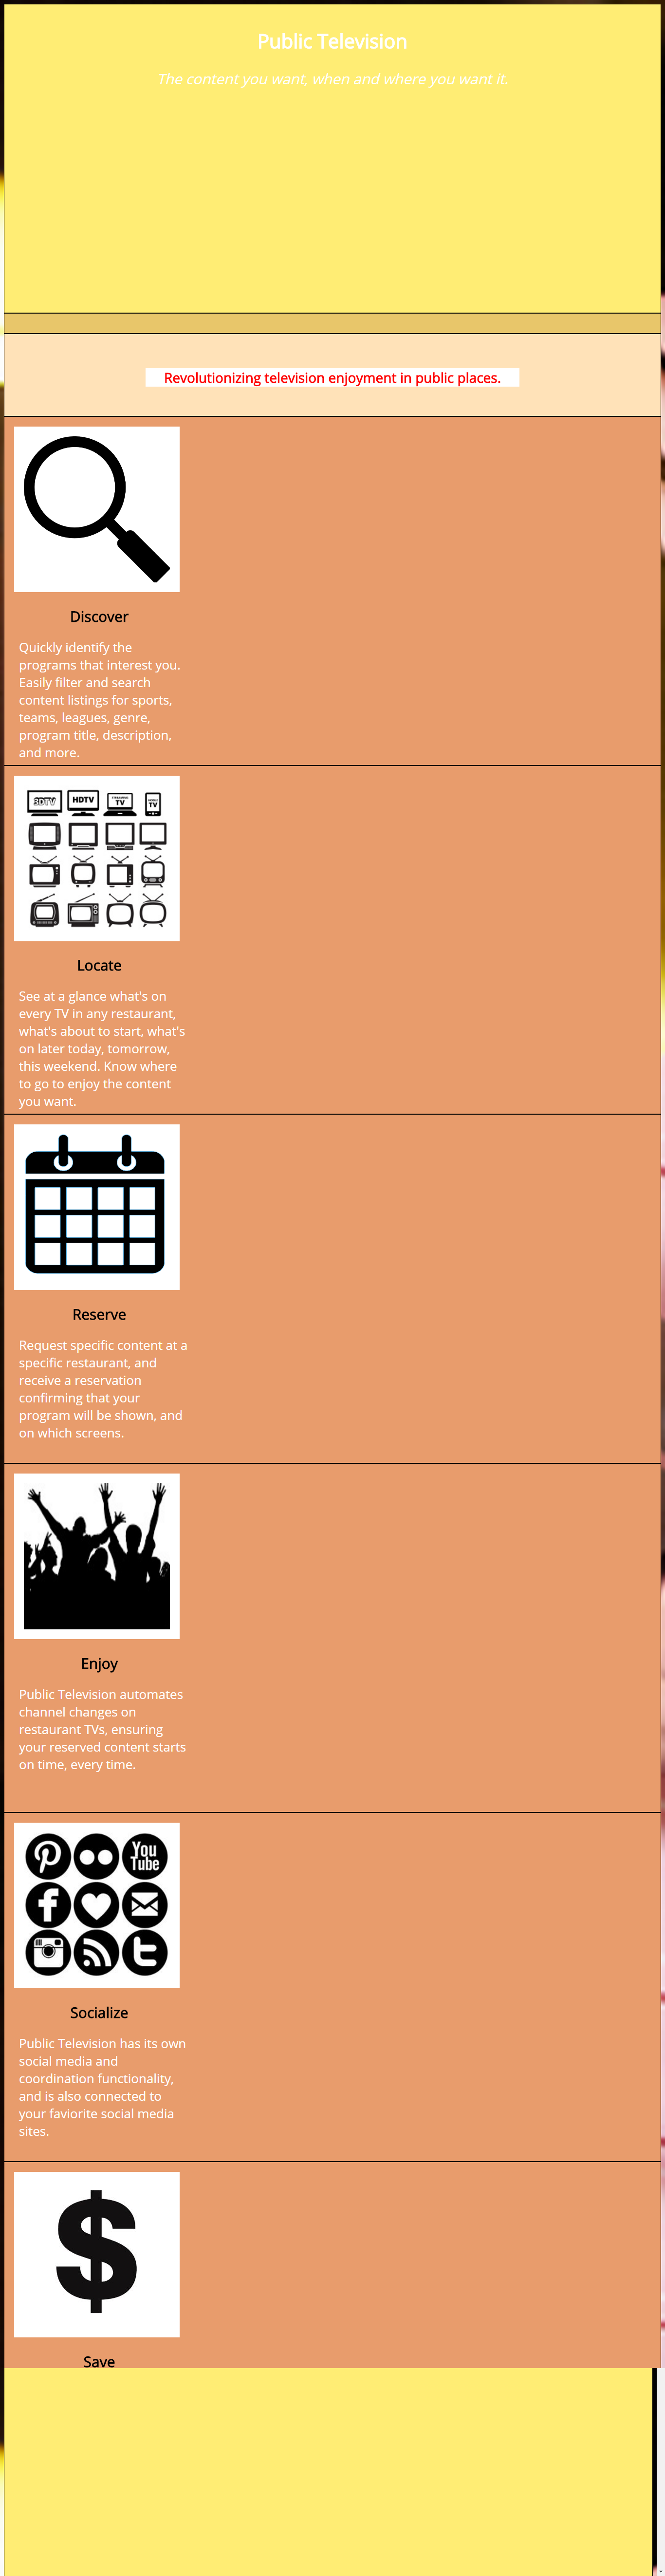 Public Television
The content you want, when and where you want it.
Revolutionizing television enjoyment in public places.
Discover
Quickly identify the
programs that interest you.
Easily filter and search
content listings for sports,
teams, leagues, genre,
program title, description,
and more.
3DTV HDTV STREAMING TV MOBILE TV
Locate
See at a glance what's on
every TV in any restaurant,
what's about to start, what's
on later today, tomorrow,
this weekend. Know where
to go to enjoy the content
you want.
Reserve
Request specific content at a
specific restaurant, and
receive a reservation
confirming that your
program will be shown, and
on which screens.
Enjoy
Public Television automates
channel changes on
restaurant TVs, ensuring
your reserved content starts
on time, every time.
You
Tube
Socialize
Public Television has its own
social media and
coordination functionality,
and is also connected to
your faviorite social media
sites.
$
Save